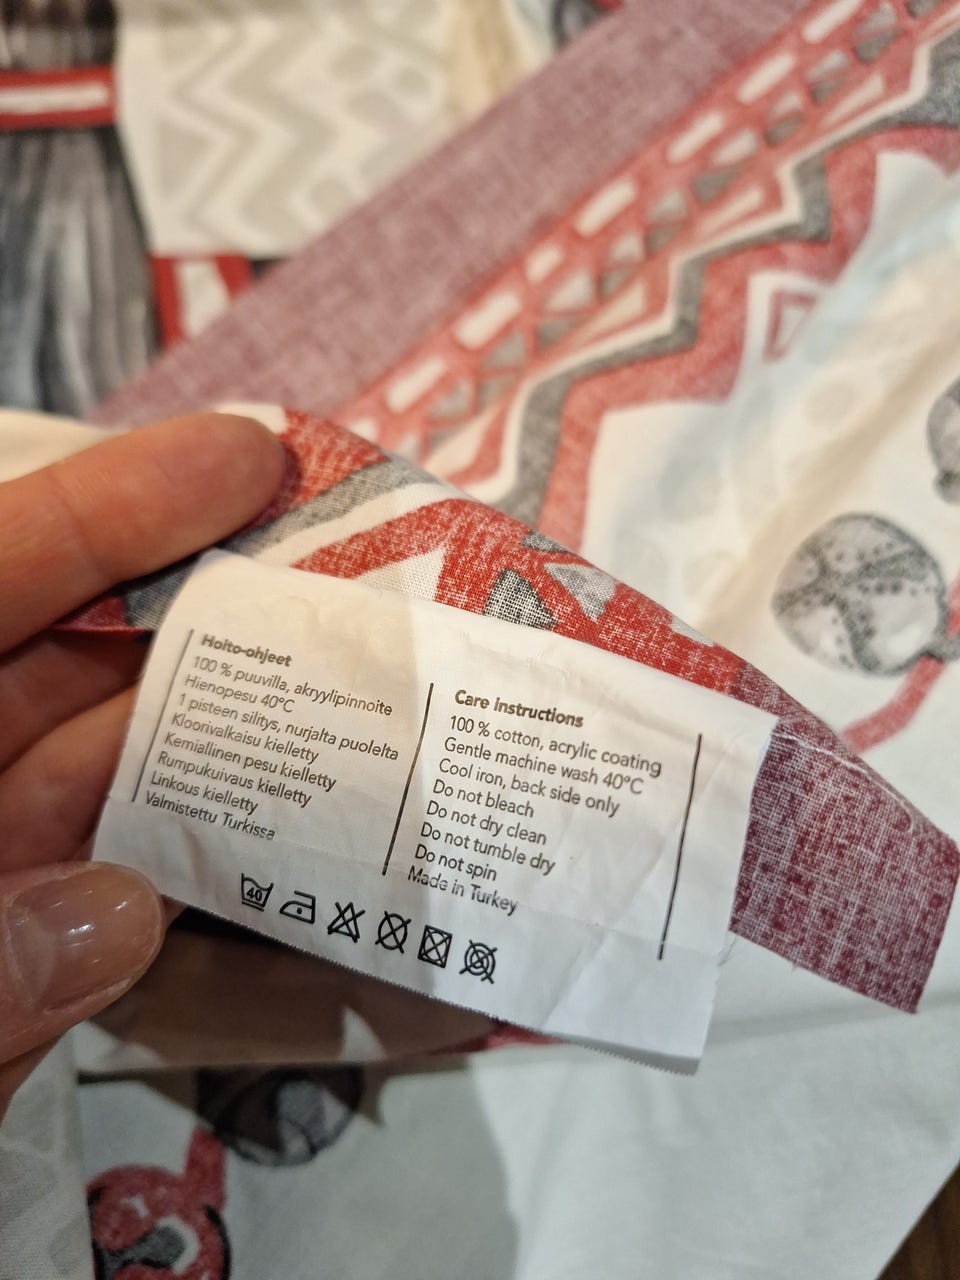 Hoito-ohjeet
100 % puuvilla, akryylipinnoite
Hienopesu 40°C
1 pisteen silitys, nurjalta puolelta
Kloorivalkaisu kielletty
Kemiallinen pesu kielletty
Rumpukuivaus kielletty
Linkous kielletty
Valmistettu Turkissa
Care instructions
100 % cotton, acrylic coating
Gentle machine wash 40°C
Cool iron, back side only
Do not bleach
Do not dry clean
Do not tumble dry
Do not spin
Made in Turkey
40